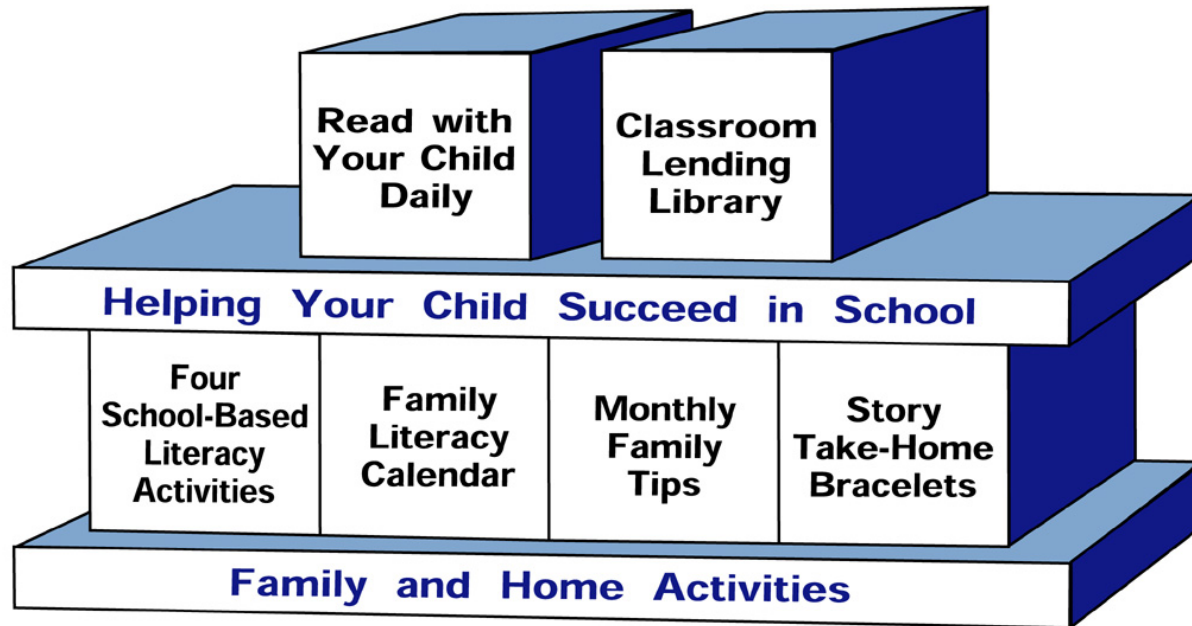 Read with
Your Child
Daily
Classroom
Lending
Library
Helping Your Child Succeed in School
Four
School-Based
Literacy
Activities
Family
Literacy
Calendar
Monthly
Family
Tips
Story
Take-Home
Bracelets
Family and Home Activities